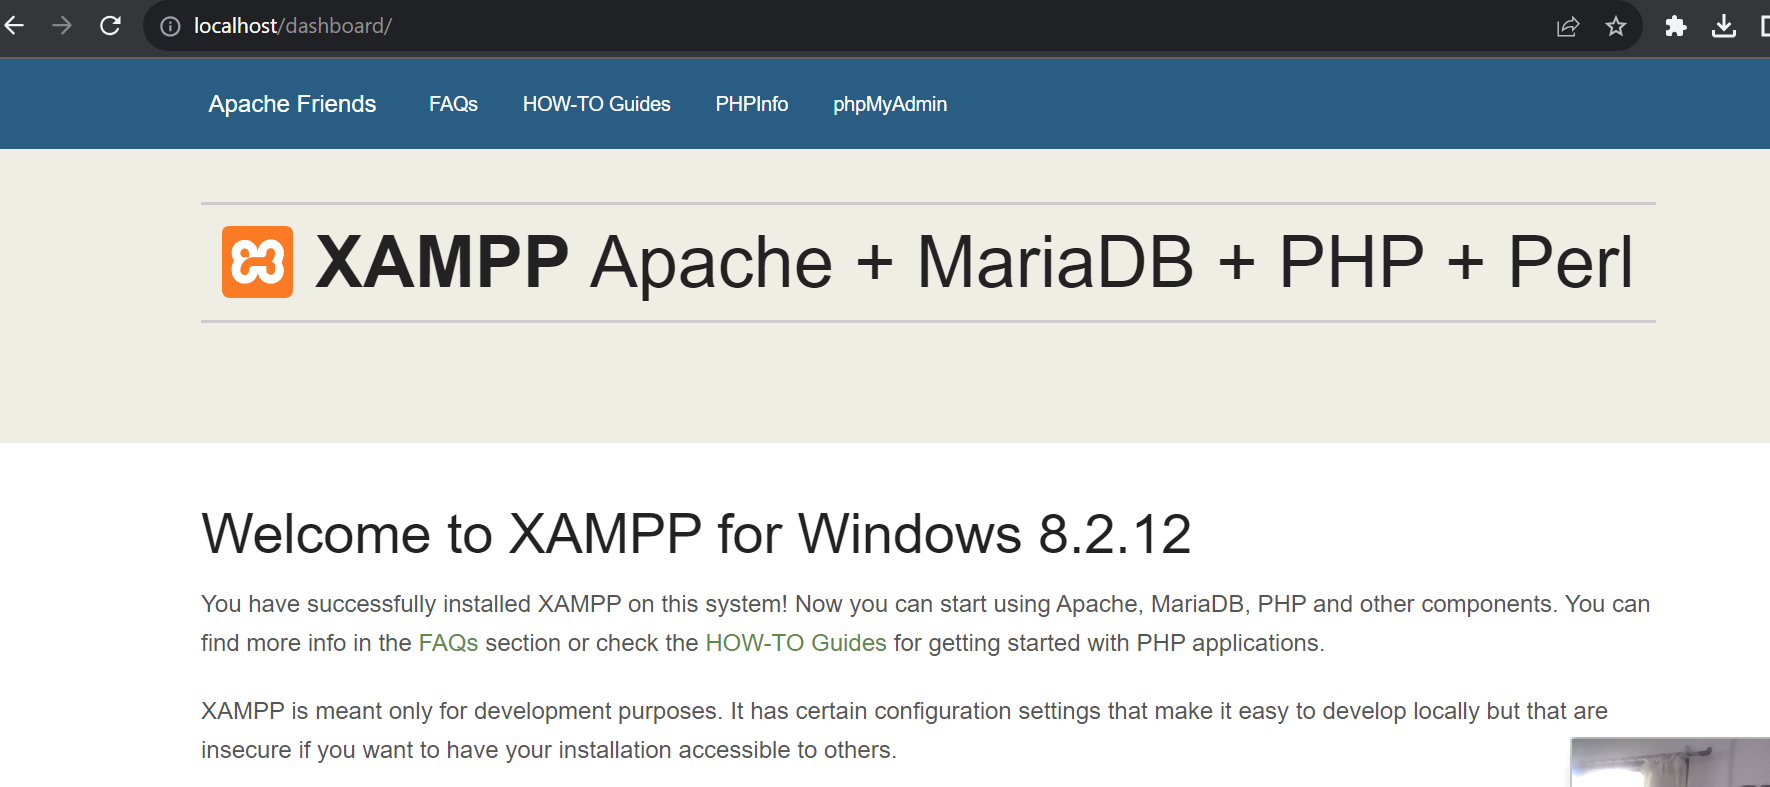 localhost/dashboard/
Apache Friends FAQs HOW-TO Guides PHPInfo phpMyAdmin
XAMPP Apache + MariaDB + PHP + Perl
Welcome to XAMPP for Windows 8.2.12
You have successfully installed XAMPP on this system! Now you can start using Apache, MariaDB, PHP and other components. You can
find more info in the FAQs section or check the HOW-TO Guides for getting started with PHP applications.
XAMPP is meant only for development purposes. It has certain configuration settings that make it easy to develop locally but that are
insecure if you want to have your installation accessible to others.